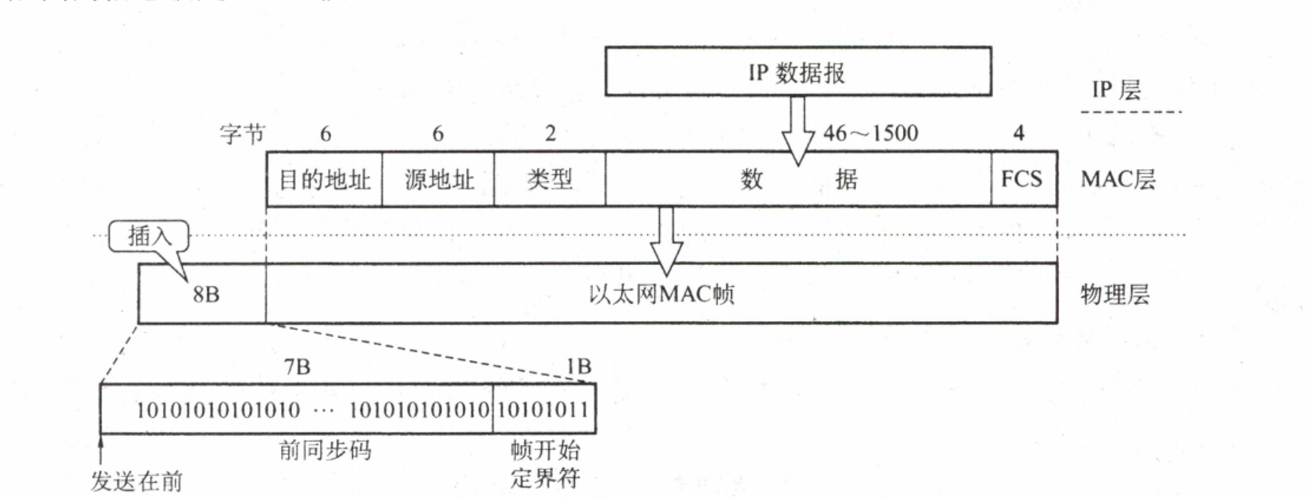 IP 数据报
IP 层
字节 6 6 2 46～1500 4
目的地址 源地址 类型 数 据 FCS MAC层
插入
8B 以太网MAC帧 物理层
7B 1B
10101010101010 … 101010101010 10101011
前同步码 帧开始
定界符
发送在前